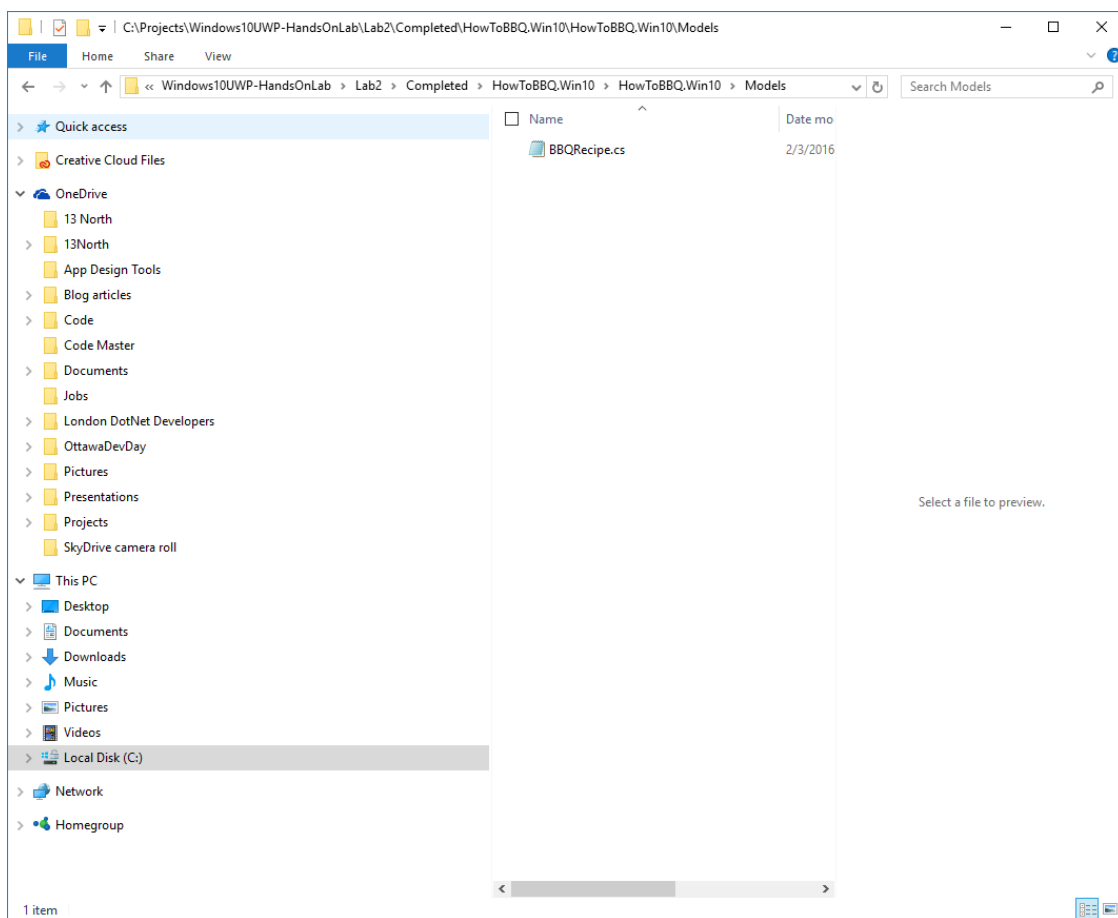 C:\Projects\Windows10UWP-HandsOnLab\Lab2\Completed\HowToBBQ.Win10\HowToBBQ.Win10\Models
File Home Share View
« Windows10UWP-HandsOnLab > Lab2 > Completed > HowToBBQ.Win10 > HowToBBQ.Win10 > Models
Search Models
Quick access
Creative Cloud Files
OneDrive
13 North
13North
App Design Tools
Blog articles
Code
Code Master
Documents
Jobs
London DotNet Developers
OttawaDevDay
Pictures
Presentations
Projects
SkyDrive camera roll
This PC
Desktop
Documents
Downloads
Music
Pictures
Videos
Local Disk (C:)
Network
Homegroup
Name Date mo
BBQRecipe.cs 2/3/2016
Select a file to preview.
1 item